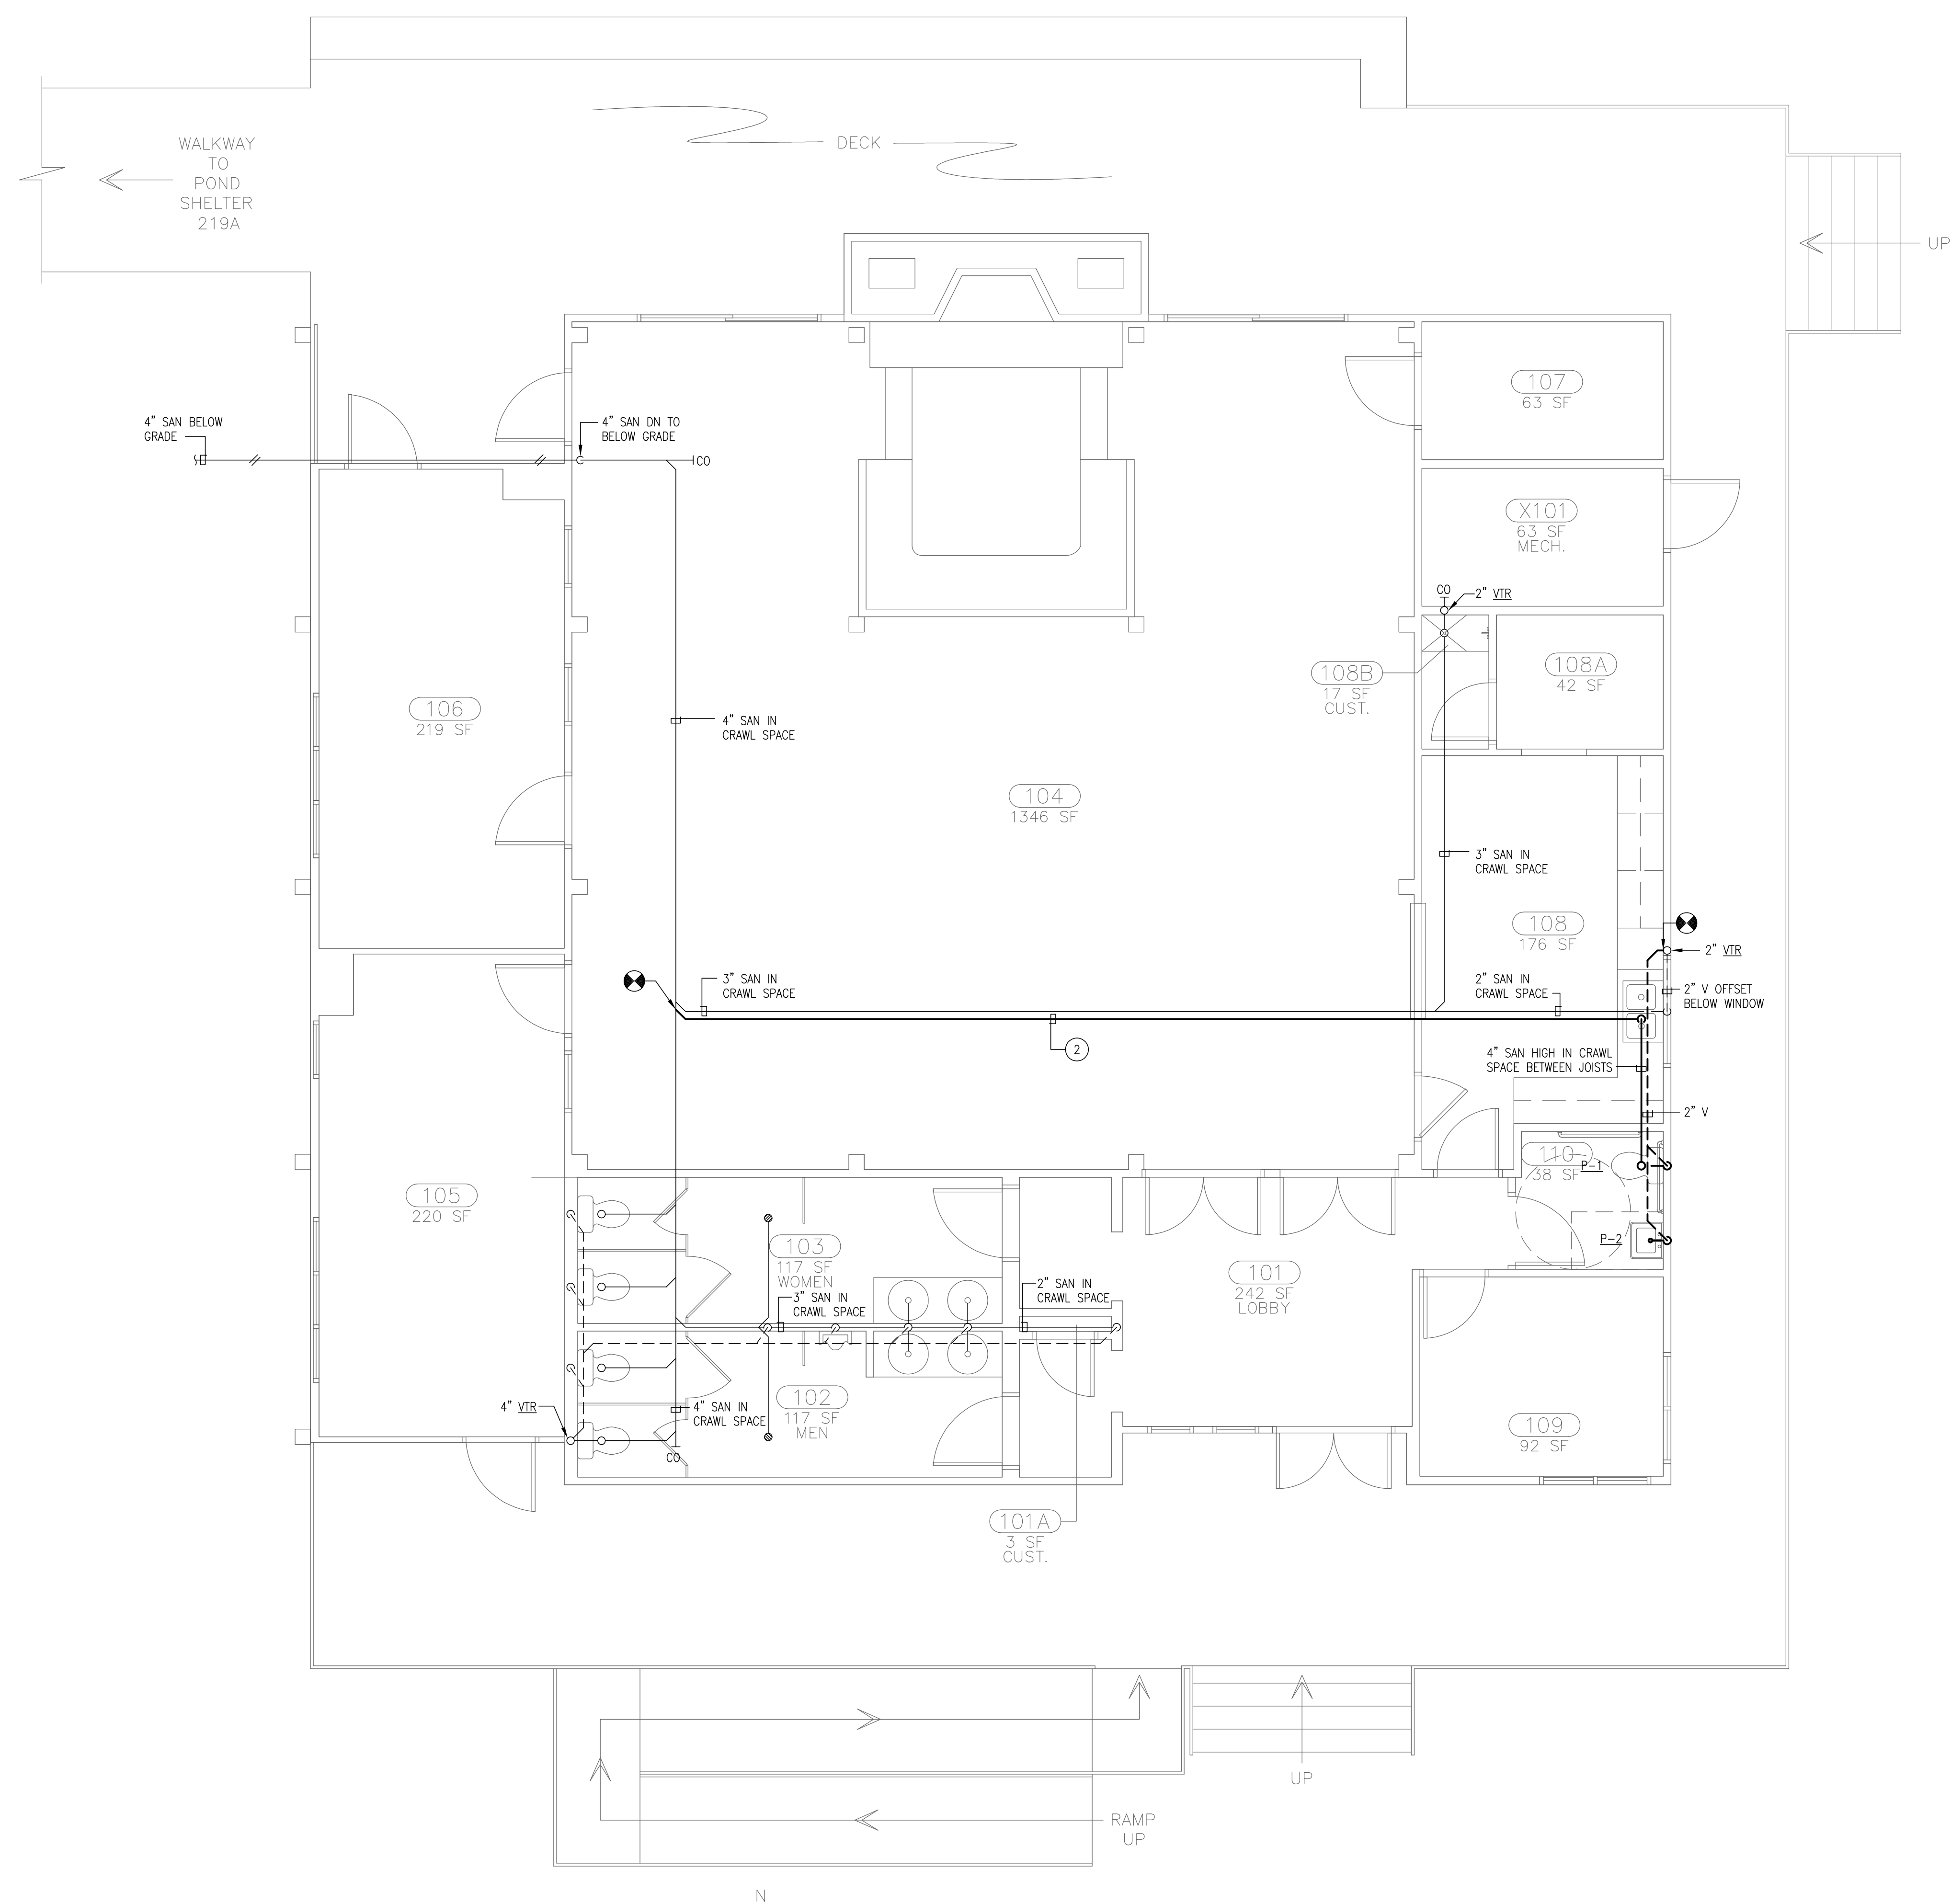 WALKWAY
TO
POND
SHELTER
219A
DECK
UP
107
63 SF
4" SAN BELOW
GRADE
4" SAN DN TO
BELOW GRADE
CO
X101
63 SF
MECH.
CO
2" VTR
108B
17 SF
CUST.
108A
42 SF
106
219 SF
4" SAN IN
CRAWL SPACE
104
1346 SF
3" SAN IN
CRAWL SPACE
108
176 SF
2" VTR
3" SAN IN
CRAWL SPACE
2" SAN IN
CRAWL SPACE
2" V OFFSET
BELOW WINDOW
2
4" SAN HIGH IN CRAWL
SPACE BETWEEN JOISTS
2" V
110
38 SF
P-1
105
220 SF
103
117 SF
WOMEN
P-2
101
242 SF
LOBBY
2" SAN IN
CRAWL SPACE
3" SAN IN
CRAWL SPACE
102
117 SF
MEN
4" VTR
4" SAN IN
CRAWL SPACE
CO
109
92 SF
101A
3 SF
CUST.
UP
RAMP
UP
N